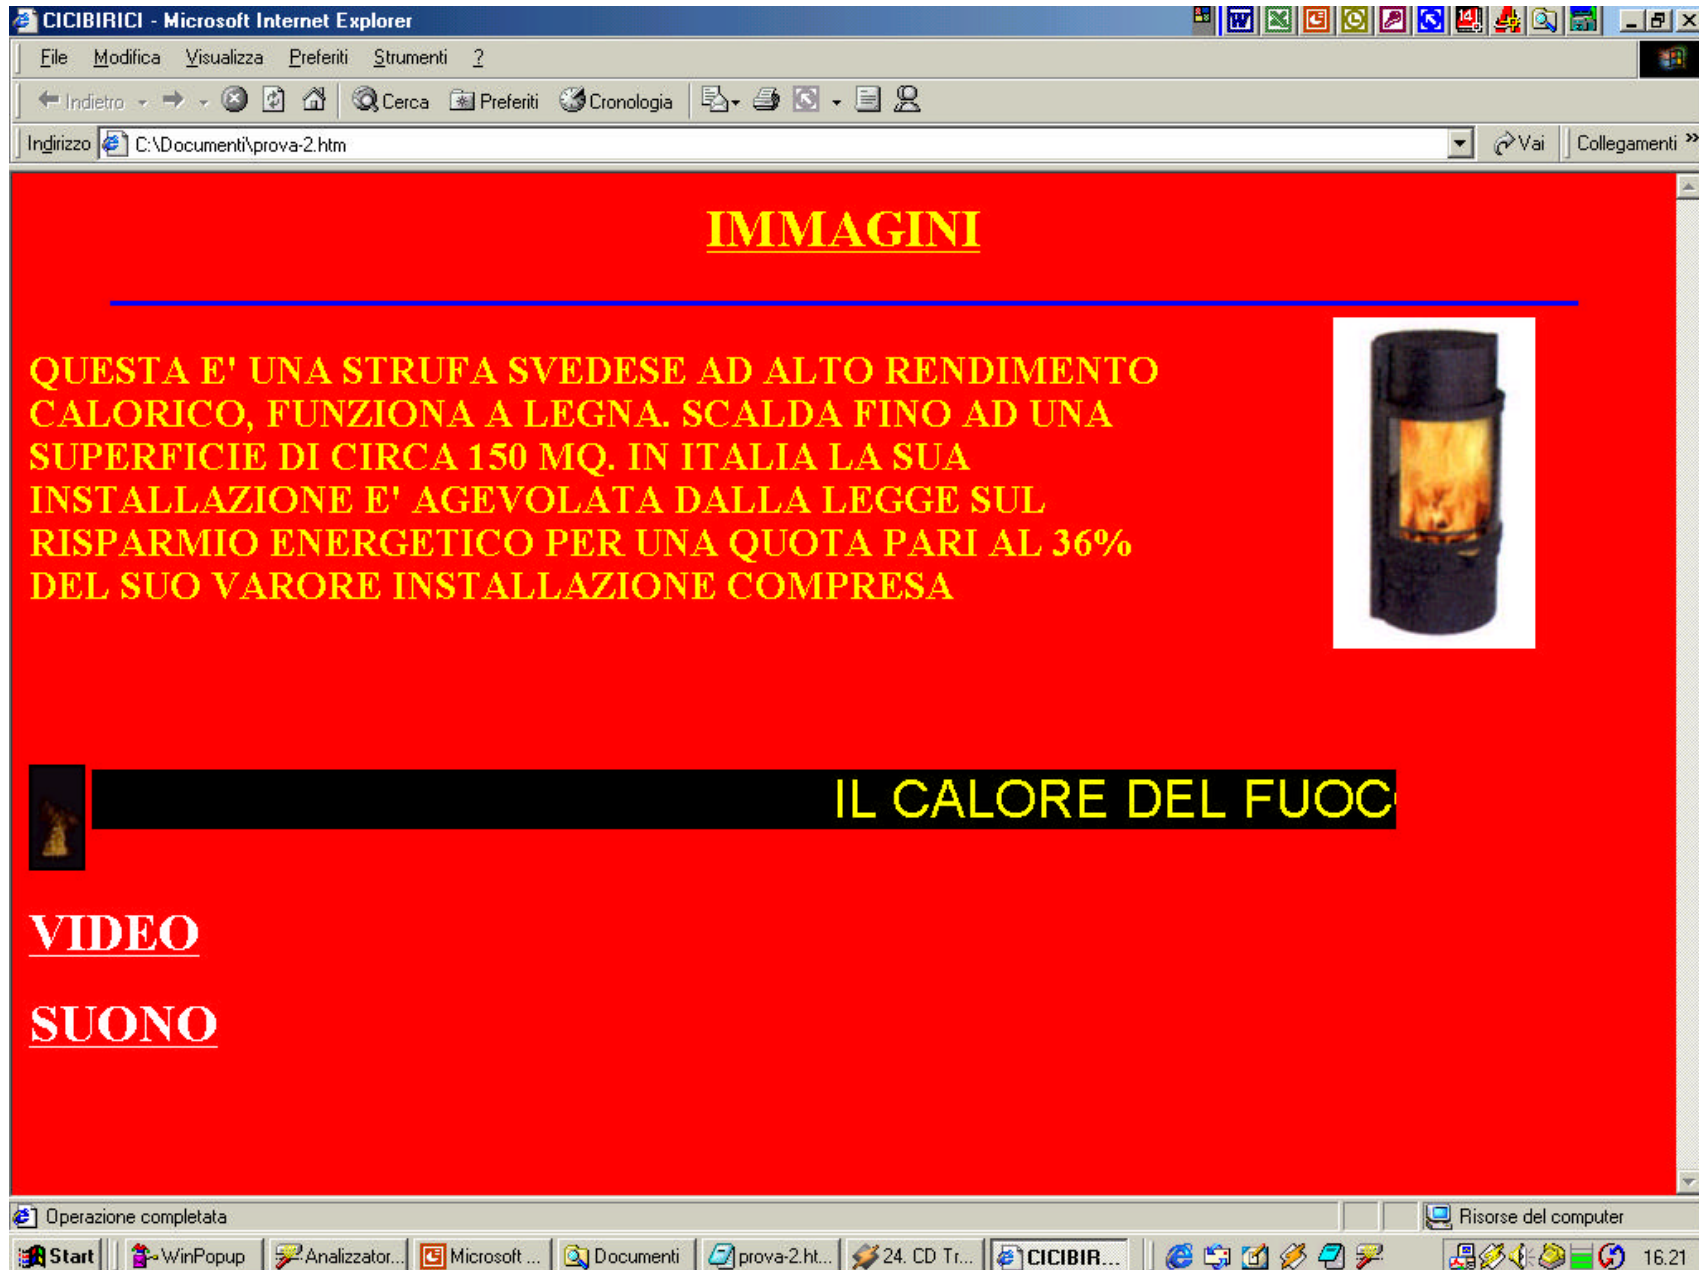 CICIBIRICI - Microsoft Internet Explorer
File Modifica Visualizza Preferiti Strumenti ?
Indietro Cerca Preferiti Cronologia
Indirizzo C:\Documenti\prova-2.htm Vai Collegamenti »
IMMAGINI
QUESTA E' UNA STRUFA SVEDESE AD ALTO RENDIMENTO
CALORICO, FUNZIONA A LEGNA. SCALDA FINO AD UNA
SUPERFICIE DI CIRCA 150 MQ. IN ITALIA LA SUA
INSTALLAZIONE E' AGEVOLATA DALLA LEGGE SUL
RISPARMIO ENERGETICO PER UNA QUOTA PARI AL 36%
DEL SUO VARORE INSTALLAZIONE COMPRESA
IL CALORE DEL FUOC
VIDEO
SUONO
Operazione completata Risorse del computer
Start WinPopup Analizzator... Microsoft ... Documenti prova-2.ht... 24. CD Tr... CICIBIR... 16.21